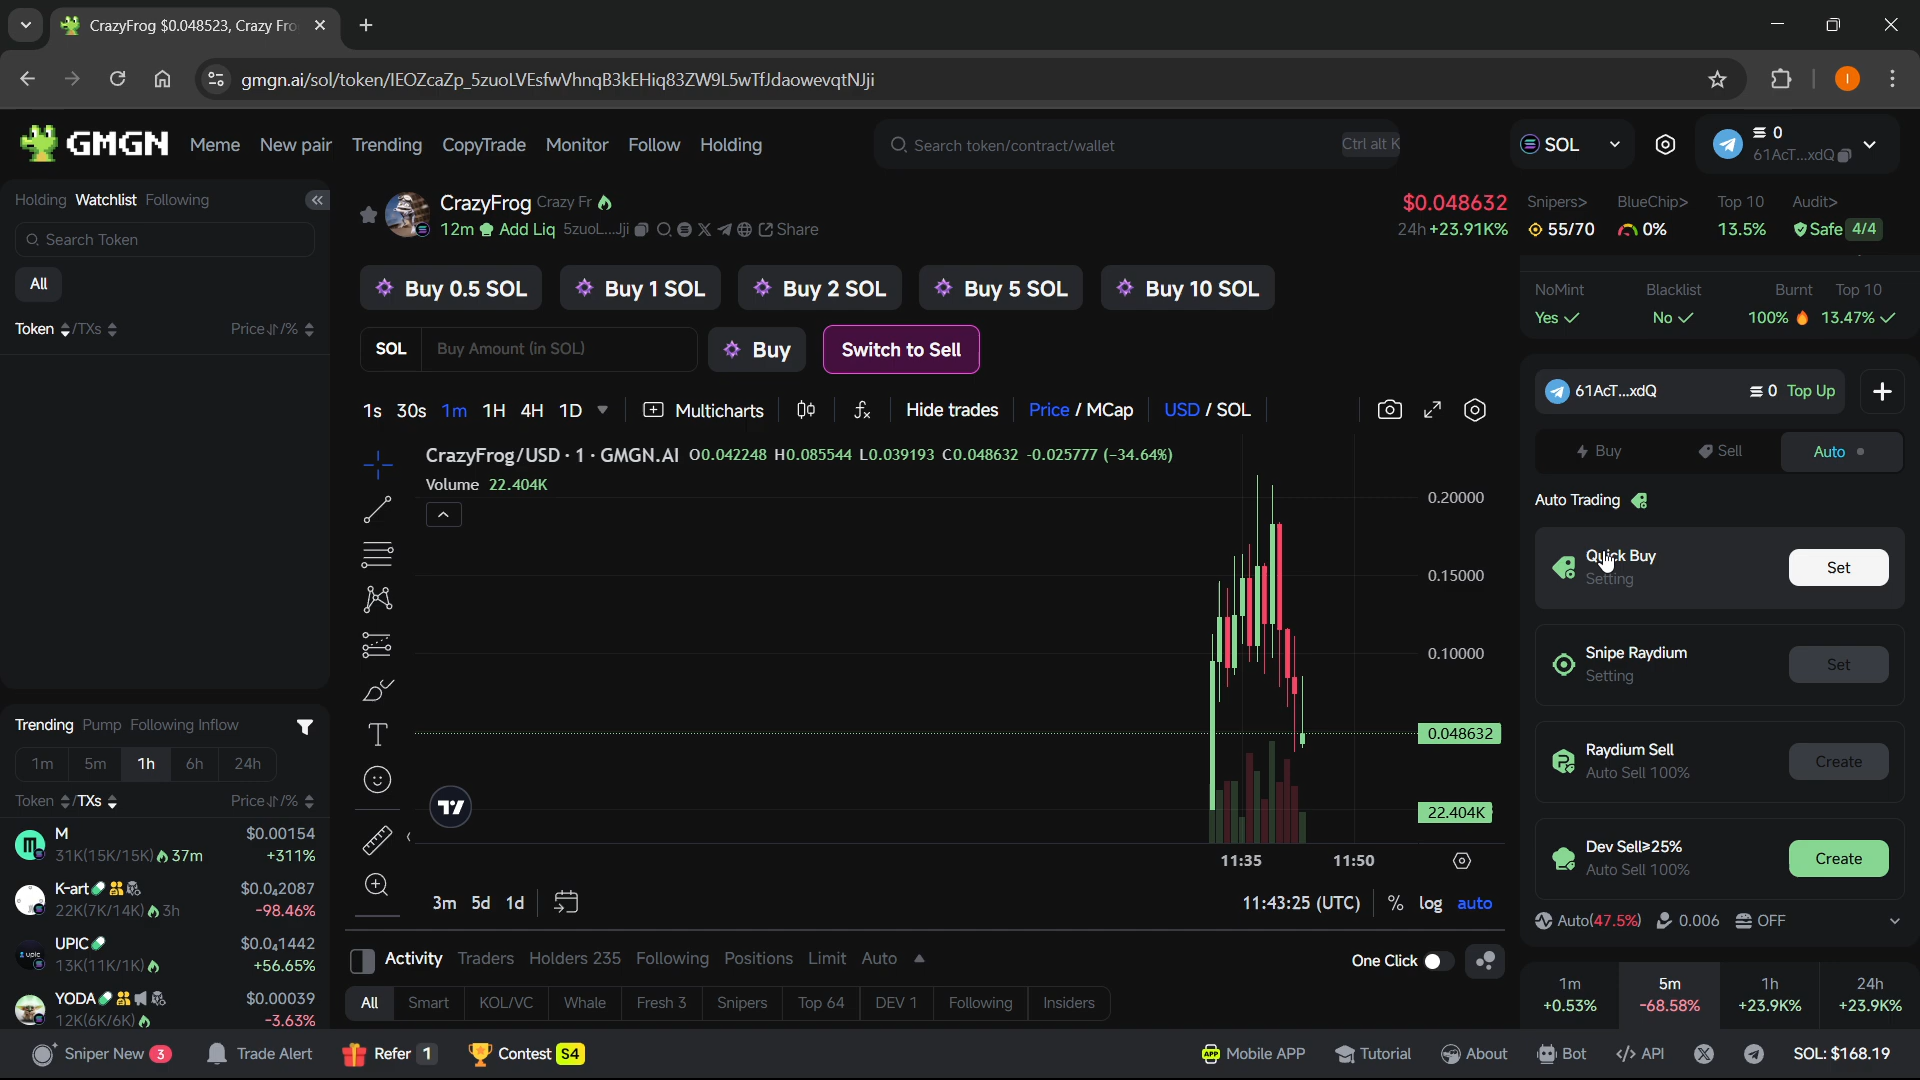 CrazyFrog $0.048523, Crazy Fro
gmgn.ai/sol/token/IEOZcaZp_5zuoLVEsfwVhnqB3kEHiq83ZW9L5wTfJdaowevqtNJji
I
GMGN Meme New pair Trending CopyTrade Monitor Follow Holding
Search token/contract/wallet Ctrl alt K
SOL
0
61AcT...xdQ
Holding Watchlist Following
Search Token
All
Token /TXs Price /%
CrazyFrog Crazy Fr
12m Add Liq 5zuoL...Jji Share
$0.048632
24h +23.91K%
Snipers> BlueChip> Top 10 Audit>
55/70 0% 13.5% Safe 4/4
Buy 0.5 SOL Buy 1 SOL Buy 2 SOL Buy 5 SOL Buy 10 SOL
SOL Buy Amount (in SOL) Buy Switch to Sell
1s 30s 1m 1H 4H 1D Multicharts Hide trades Price / MCap USD / SOL
CrazyFrog/USD · 1 · GMGN.AI O0.042248 H0.085544 L0.039193 C0.048632 -0.025777 (-34.64%)
Volume 22.404K
0.20000
0.15000
0.10000
0.048632
22.404K
11:35 11:50
3m 5d 1d 11:43:25 (UTC) % log auto
Activity Traders Holders 235 Following Positions Limit Auto One Click
All Smart KOL/VC Whale Fresh 3 Snipers Top 64 DEV 1 Following Insiders
NoMint Blacklist Burnt Top 10
Yes No 100% 13.47%
61AcT...xdQ 0 Top Up
Buy Sell Auto
Auto Trading
Quick Buy
Setting
Set
Snipe Raydium
Setting
Set
Raydium Sell
Auto Sell 100%
Create
Dev Sell≥25%
Auto Sell 100%
Create
Auto(47.5%) 0.006 OFF
1m 5m 1h 24h
+0.53% -68.58% +23.9K% +23.9K%
Trending Pump Following Inflow
1m 5m 1h 6h 24h
Token /TXs Price /%
M $0.00154
31K(15K/15K) 37m +311%
K-art $0.0₄2087
22K(7K/14K) 3h -98.46%
UPIC $0.0₄1442
13K(11K/1K) +56.65%
YODA $0.00039
12K(6K/6K) -3.63%
Sniper New 3 Trade Alert Refer 1 Contest S4
APP Mobile APP Tutorial About Bot </> API SOL: $168.19